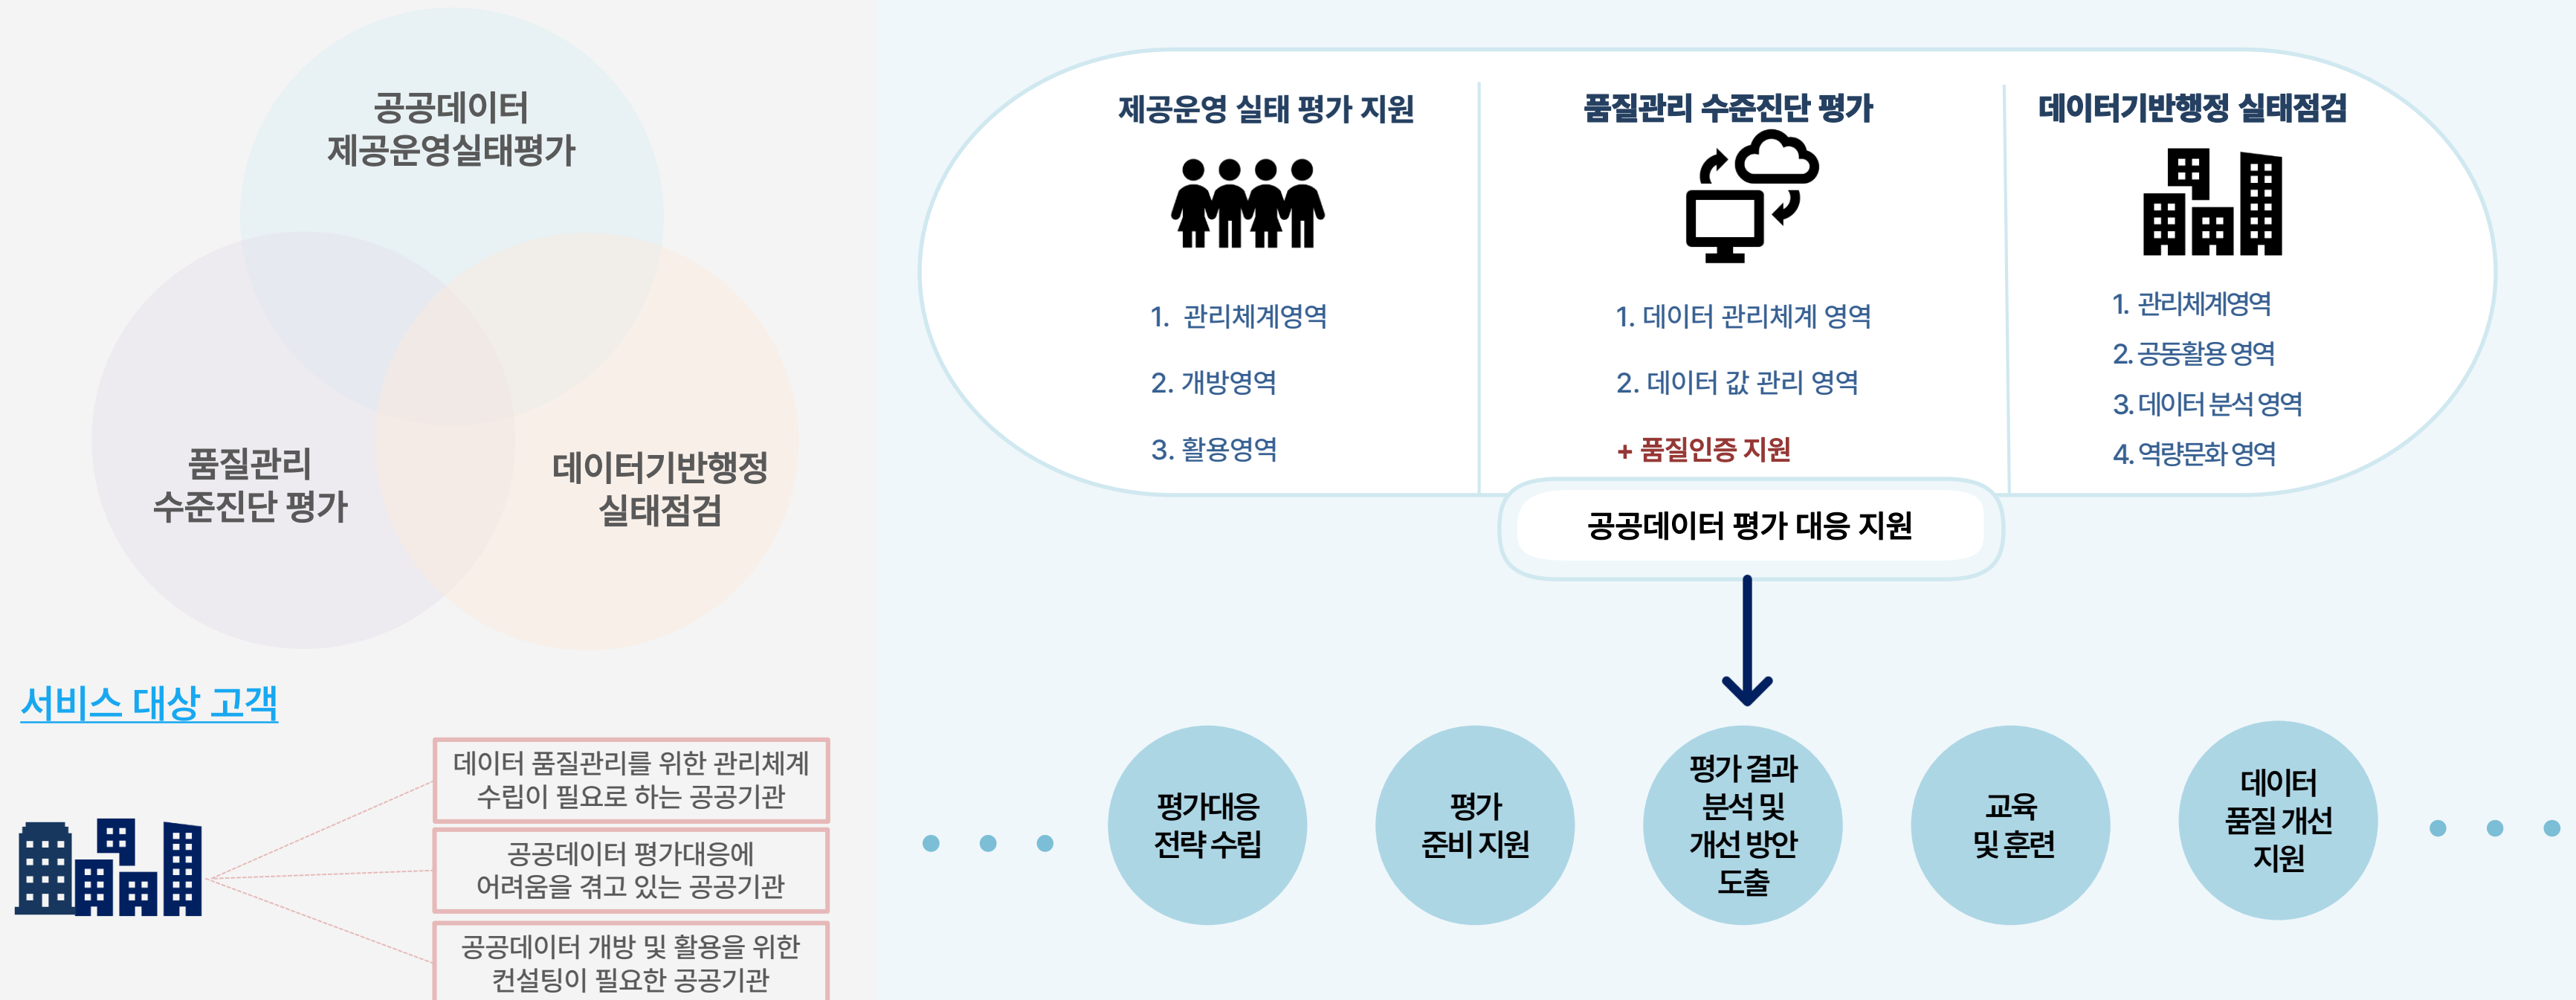 공공데이터
제공운영실태평가
품질관리
수준진단 평가
데이터기반행정
실태점검
서비스 대상 고객
데이터 품질관리를 위한 관리체계
수립이 필요로 하는 공공기관
공공데이터 평가대응에
어려움을 겪고 있는 공공기관
공공데이터 개방 및 활용을 위한
컨설팅이 필요한 공공기관
제공운영 실태 평가 지원
1. 관리체계영역
2. 개방영역
3. 활용영역
품질관리 수준진단 평가
1. 데이터 관리체계 영역
2. 데이터 값 관리 영역
+ 품질인증 지원
데이터기반행정 실태점검
1. 관리체계영역
2. 공동활용 영역
3. 데이터 분석 영역
4. 역량문화 영역
공공데이터 평가 대응 지원
평가대응
전략 수립
평가
준비 지원
평가 결과
분석 및
개선 방안
도출
교육
및 훈련
데이터
품질 개선
지원